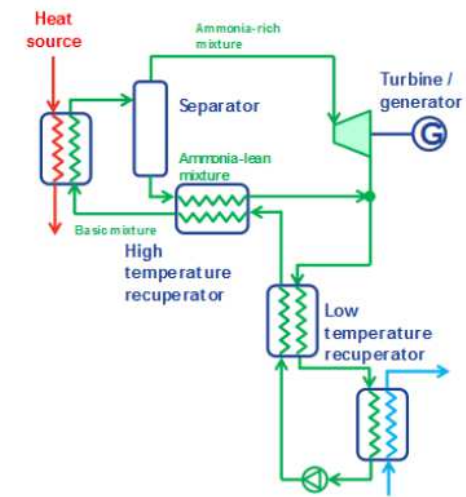 Heat
source
Ammonia-rich
mixture
Turbine /
generator
Separator
G
Ammonia-lean
mixture
Basic mixture
High
temperature
recuperator
Low
temperature
recuperator